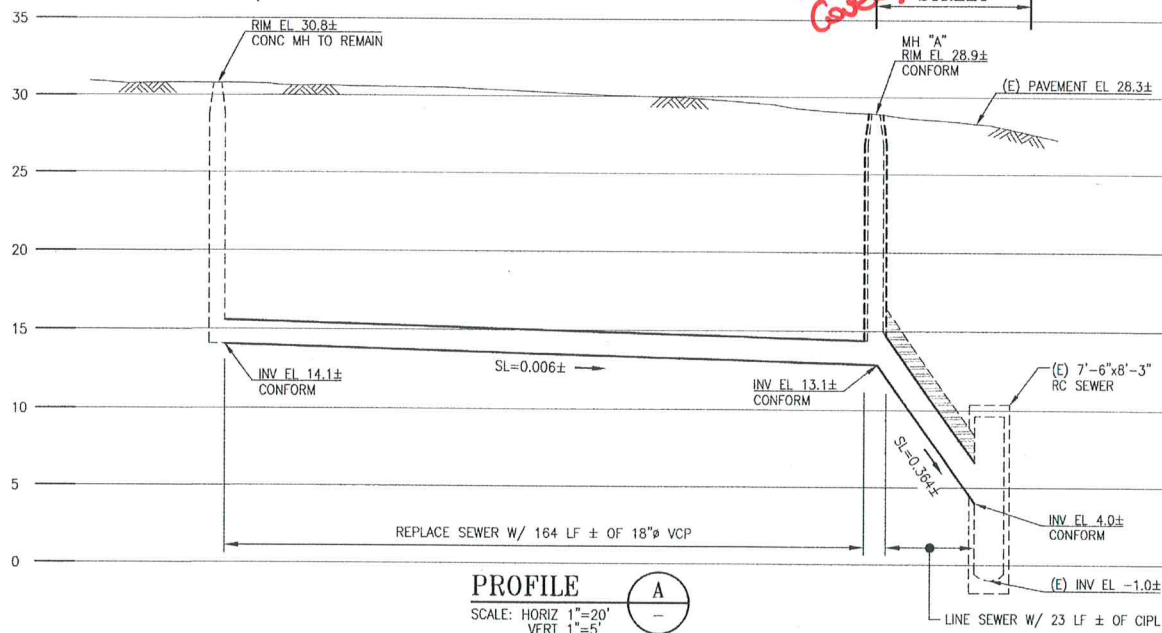 35
RIM EL 30.8±
CONC MH TO REMAIN
MH "A"
RIM EL 28.9±
CONFORM
30
(E) PAVEMENT EL 28.3±
25
20
15
INV EL 14.1±
CONFORM
SL=0.006±
INV EL 13.1±
CONFORM
(E) 7'-6"x8'-3"
RC SEWER
10
SL=0.364±
5
REPLACE SEWER W/ 164 LF ± OF 18"ø VCP
INV EL 4.0±
CONFORM
0
PROFILE
A
–
SCALE: HORIZ 1"=20'
VERT 1"=5'
(E) INV EL -1.0±
LINE SEWER W/ 23 LF ± OF CIPL